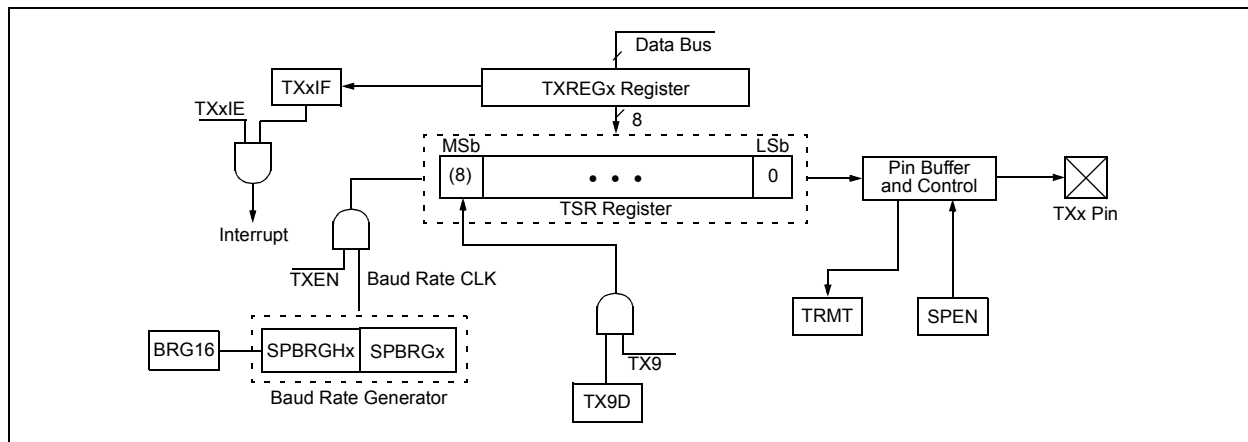 Data Bus
TXxIF
TXREGx Register
TXxIE
8
MSb
LSb
(8)
• • •
0
Pin Buffer
and Control
TSR Register
TXx Pin
Interrupt
TXEN
Baud Rate CLK
TRMT
SPEN
BRG16
SPBRGHx
SPBRGx
TX9
Baud Rate Generator
TX9D